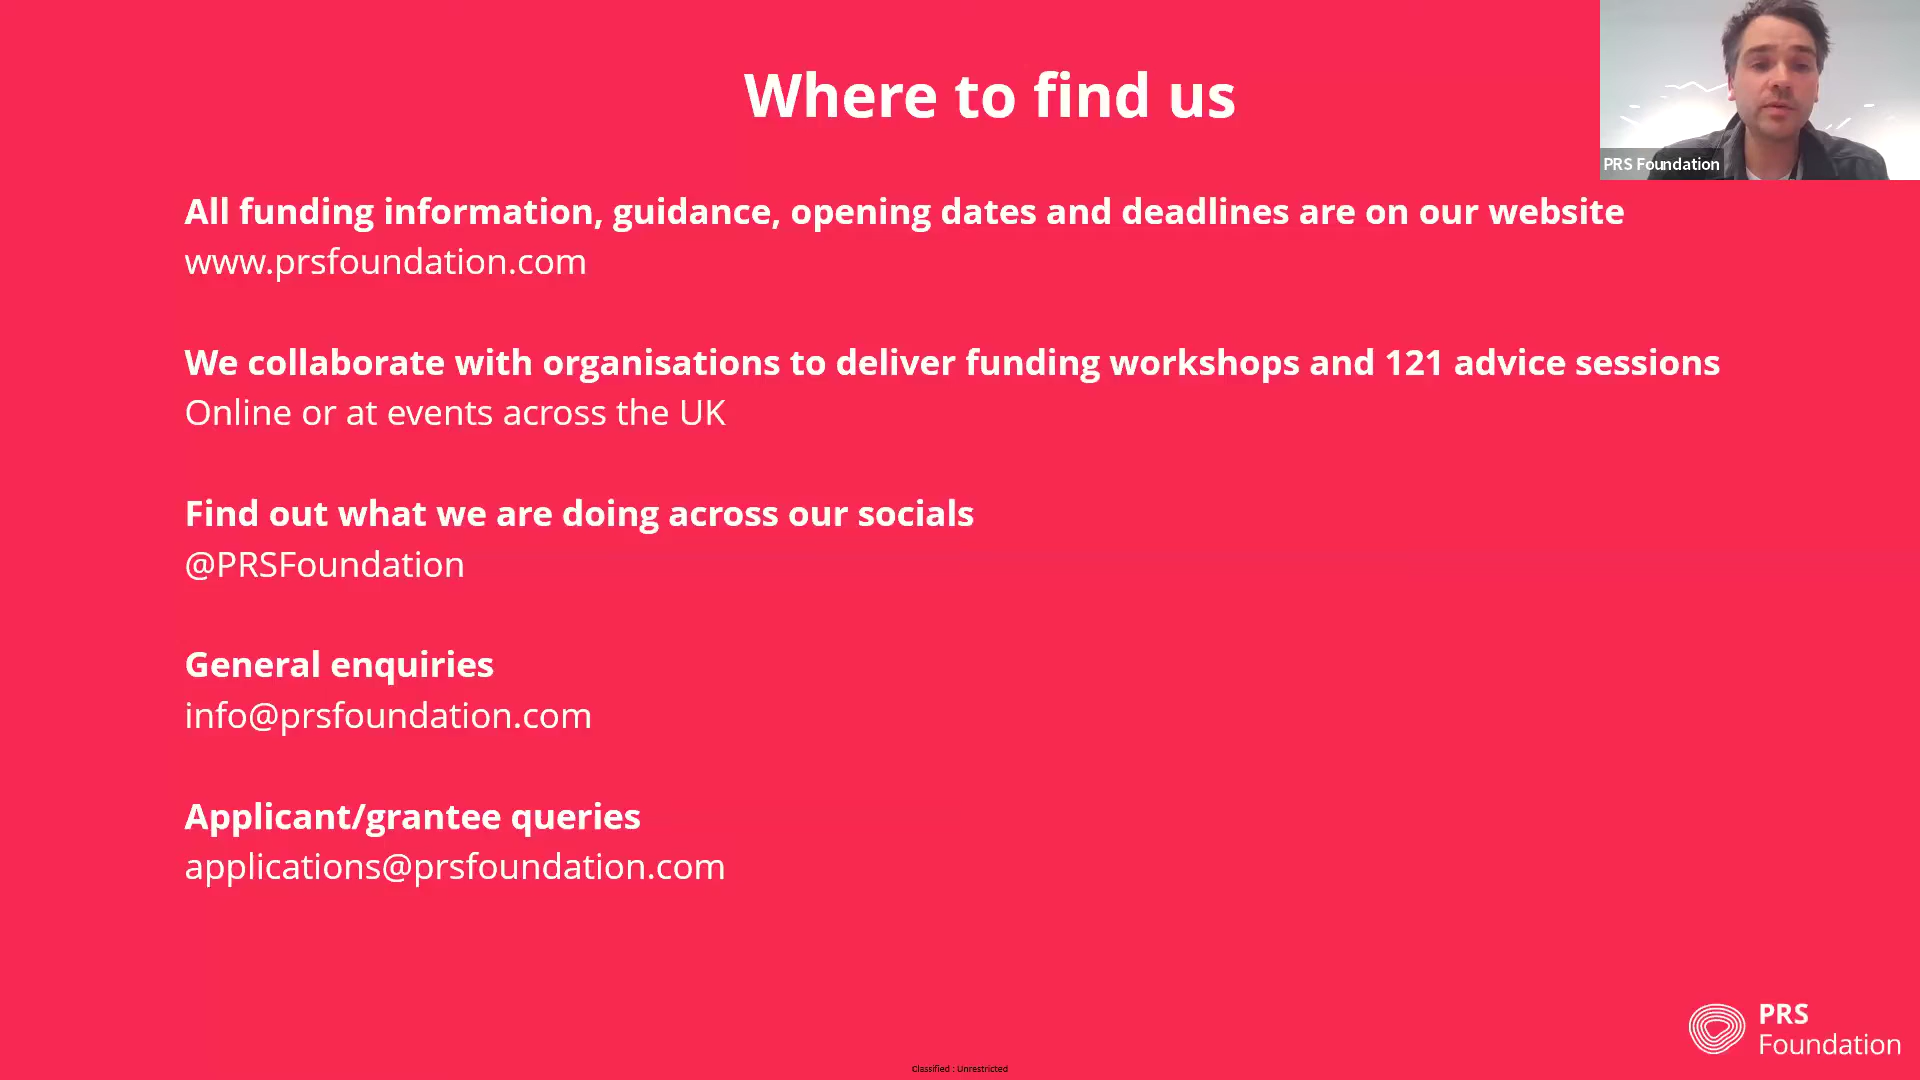 Where to find us
PRS Foundation
All funding information, guidance, opening dates and deadlines are on our website
www.prsfoundation.com
We collaborate with organisations to deliver funding workshops and 121 advice sessions
Online or at events across the UK
Find out what we are doing across our socials
@PRSFoundation
General enquiries
info@prsfoundation.com
Applicant/grantee queries
applications@prsfoundation.com
PRS
Foundation
Classified : Unrestricted